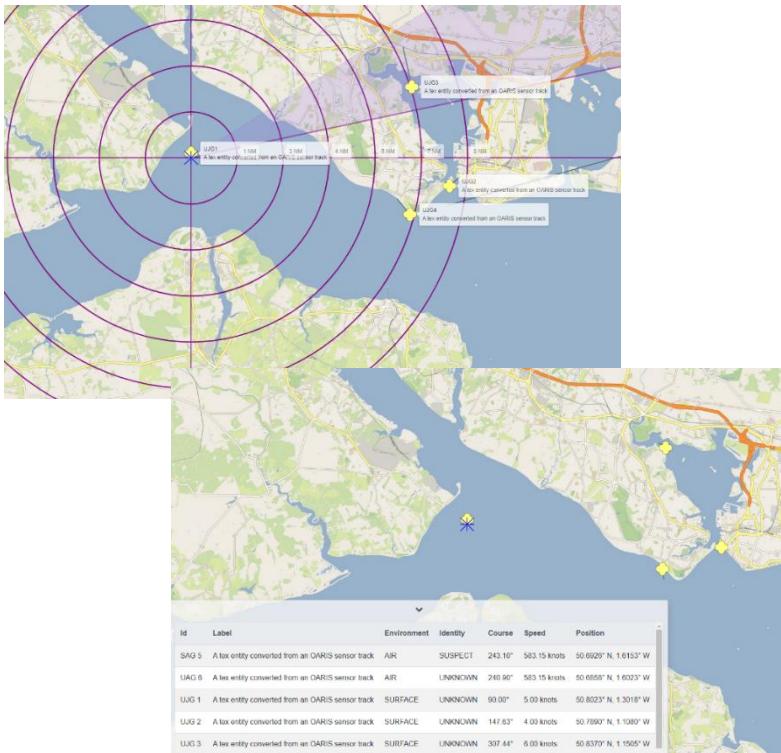 UJG3
A tex entity converted from an OARIS sensor track
UJG1
A tex entity converted from an OARIS sensor track
1 NM
3 NM
4 NM
A tex entity converted from an OARIS sensor track
UJG4
A tex entity converted from an OARIS sensor track
Id Label Environment Identity Course Speed Position
SAG 5 A tex entity converted from an OARIS sensor track AIR SUSPECT 243.10° 583.15 knots 50.6926° N, 1.6153° W
UAG 6 A tex entity converted from an OARIS sensor track AIR UNKNOWN 240.90° 583.15 knots 50.6858° N, 1.6023° W
UJG 1 A tex entity converted from an OARIS sensor track SURFACE UNKNOWN 90.00° 5.00 knots 50.8023° N, 1.3018° W
UJG 2 A tex entity converted from an OARIS sensor track SURFACE UNKNOWN 147.63° 4.00 knots 50.7890° N, 1.1080° W
UJG 3 A tex entity converted from an OARIS sensor track SURFACE UNKNOWN 307.44° 6.00 knots 50.8370° N, 1.1505° W